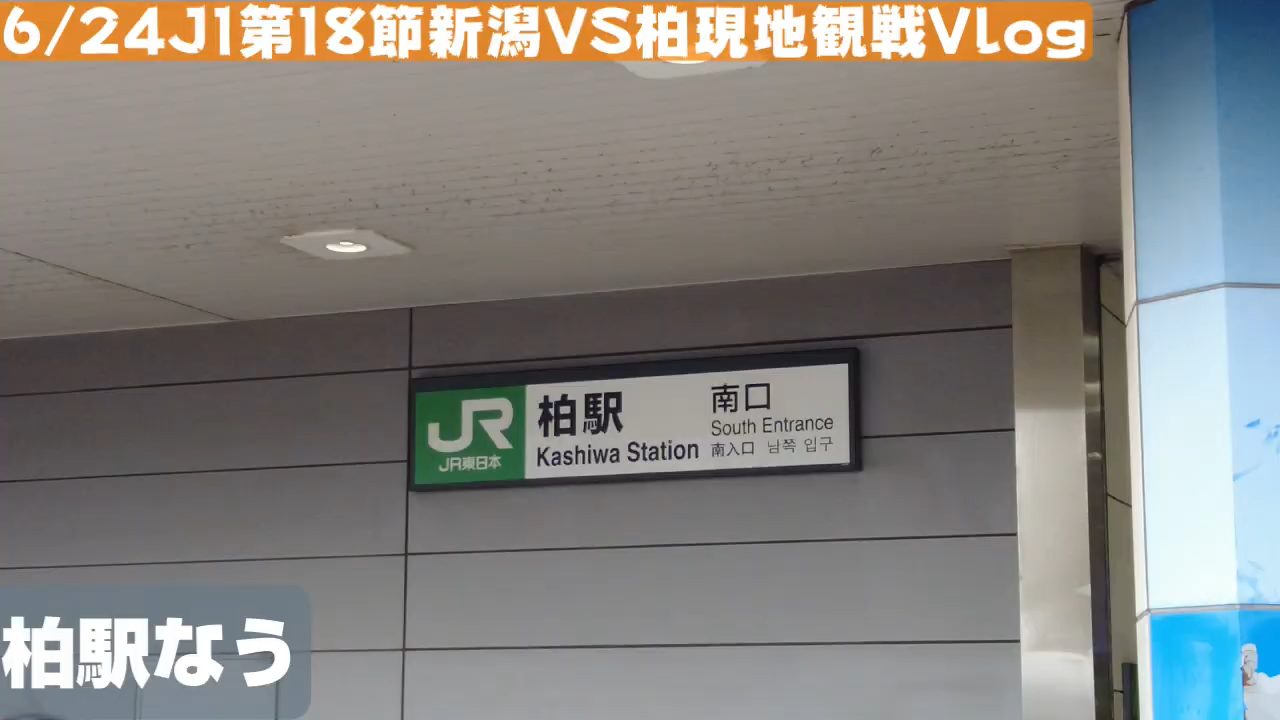 6/24J1第18節新潟VS柏現地観戦Vlog
JR
JR東日本
柏駅
Kashiwa Station
南口
South Entrance
南入口 남쪽 입구
柏駅なう